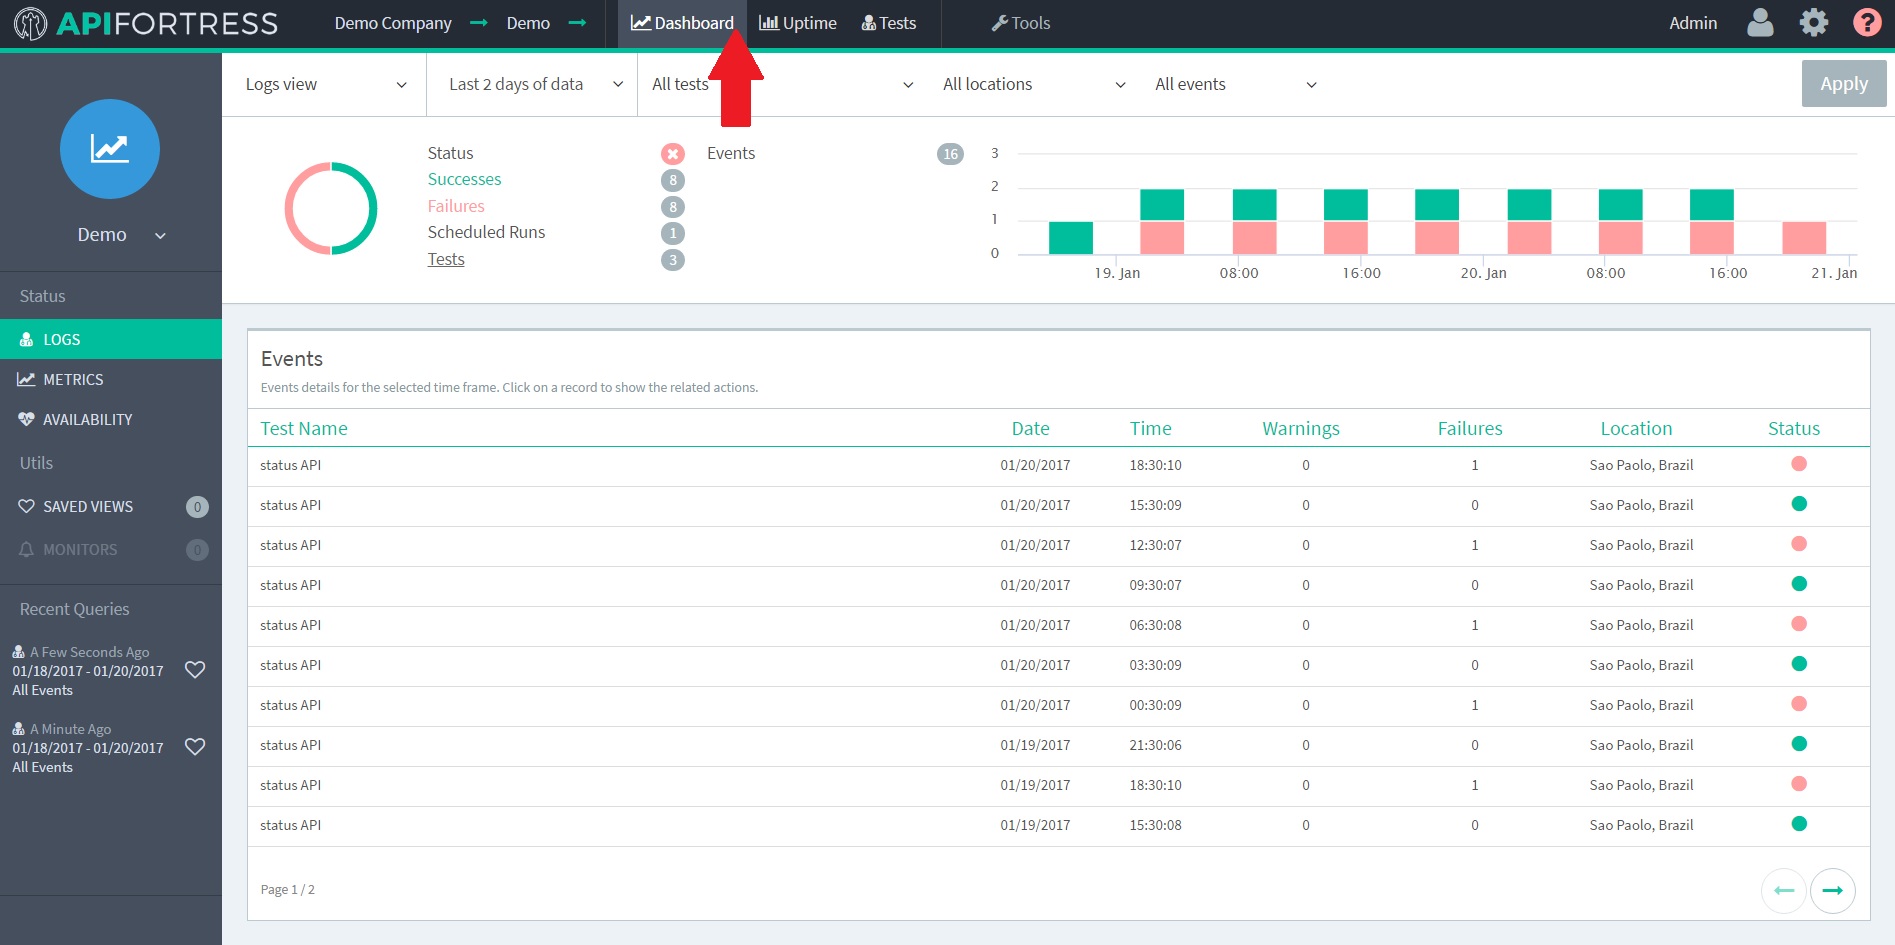 APIFORTRESS Demo Company Demo Dashboard Uptime Tests Tools Admin ?
Logs view Last 2 days of data All tests All locations All events Apply
Demo
Status
LOGS
METRICS
AVAILABILITY
Utils
SAVED VIEWS 0
MONITORS 0
Recent Queries
A Few Seconds Ago
01/18/2017 - 01/20/2017
All Events
A Minute Ago
01/18/2017 - 01/20/2017
All Events
Status
Successes 8
Failures 8
Scheduled Runs 1
Tests 3
Events 16
3
2
1
0
19. Jan 08:00 16:00 20. Jan 08:00 16:00 21. Jan
Events
Events details for the selected time frame. Click on a record to show the related actions.
Test Name Date Time Warnings Failures Location Status
status API 01/20/2017 18:30:10 0 1 Sao Paolo, Brazil
status API 01/20/2017 15:30:09 0 0 Sao Paolo, Brazil
status API 01/20/2017 12:30:07 0 1 Sao Paolo, Brazil
status API 01/20/2017 09:30:07 0 0 Sao Paolo, Brazil
status API 01/20/2017 06:30:08 0 1 Sao Paolo, Brazil
status API 01/20/2017 03:30:09 0 0 Sao Paolo, Brazil
status API 01/20/2017 00:30:09 0 1 Sao Paolo, Brazil
status API 01/19/2017 21:30:06 0 0 Sao Paolo, Brazil
status API 01/19/2017 18:30:10 0 1 Sao Paolo, Brazil
status API 01/19/2017 15:30:08 0 0 Sao Paolo, Brazil
Page 1 / 2